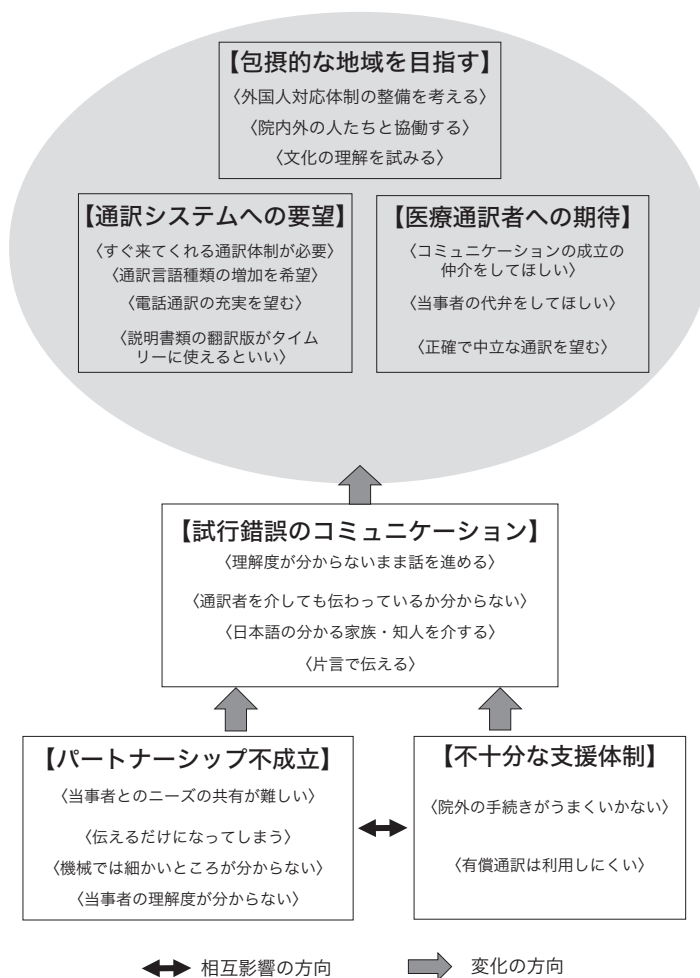 【包摂的な地域を目指す】
〈外国人対応体制の整備を考える〉
〈院内外の人たちと協働する〉
〈文化の理解を試みる〉
【通訳システムへの要望】
〈すぐ来てくれる通訳体制が必要〉
〈通訳言語種類の増加を希望〉
〈電話通訳の充実を望む〉
〈説明書類の翻訳版がタイム
リーに使えるといい〉
【医療通訳者への期待】
〈コミュニケーションの成立の
仲介をしてほしい〉
〈当事者の代弁をしてほしい〉
〈正確で中立な通訳を望む〉
【試行錯誤のコミュニケーション】
〈理解度が分からないまま話を進める〉
〈通訳者を介しても伝わっているか分からない〉
〈日本語の分かる家族・知人を介する〉
〈片言で伝える〉
【パートナーシップ不成立】
〈当事者とのニーズの共有が難しい〉
〈伝えるだけになってしまう〉
〈機械では細かいところが分からない〉
〈当事者の理解度が分からない〉
【不十分な支援体制】
〈院外の手続きがうまくいかない〉
〈有償通訳は利用しにくい〉
相互影響の方向
変化の方向